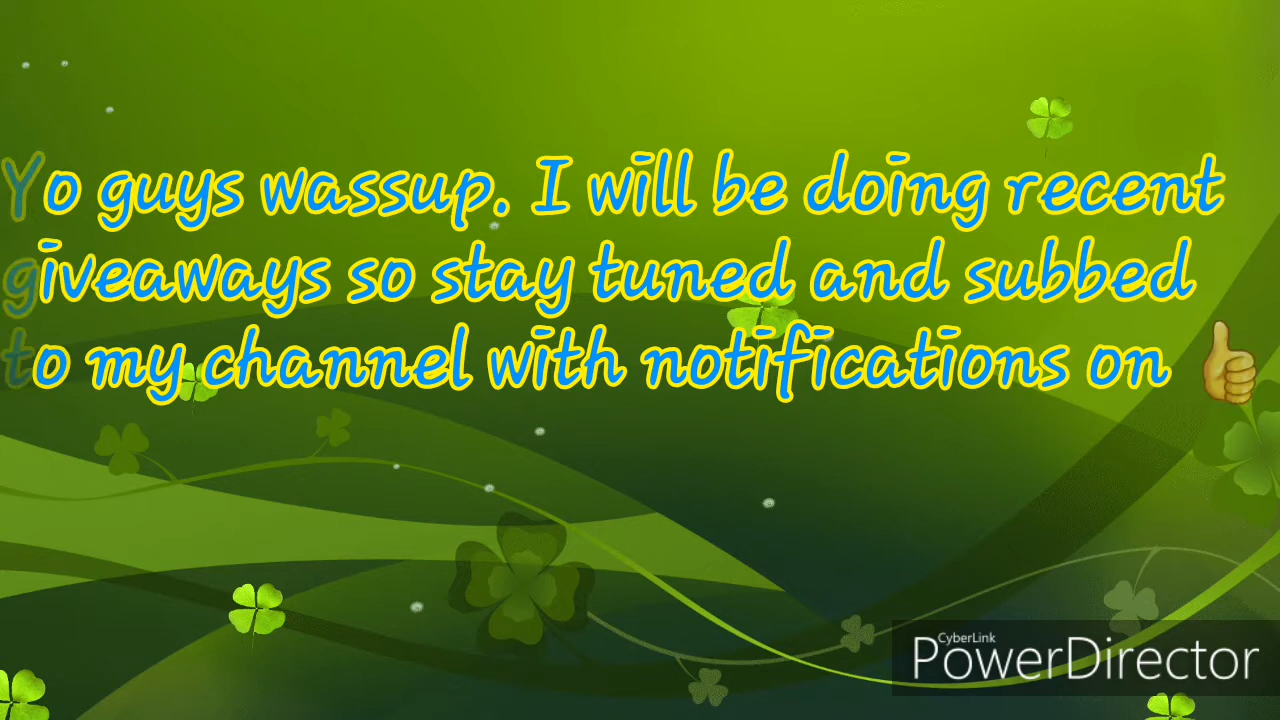 Yo guys wassup. I will be doing recent
giveaways so stay tuned and subbed
to my channel with notifications on 👍
CyberLink
PowerDirector